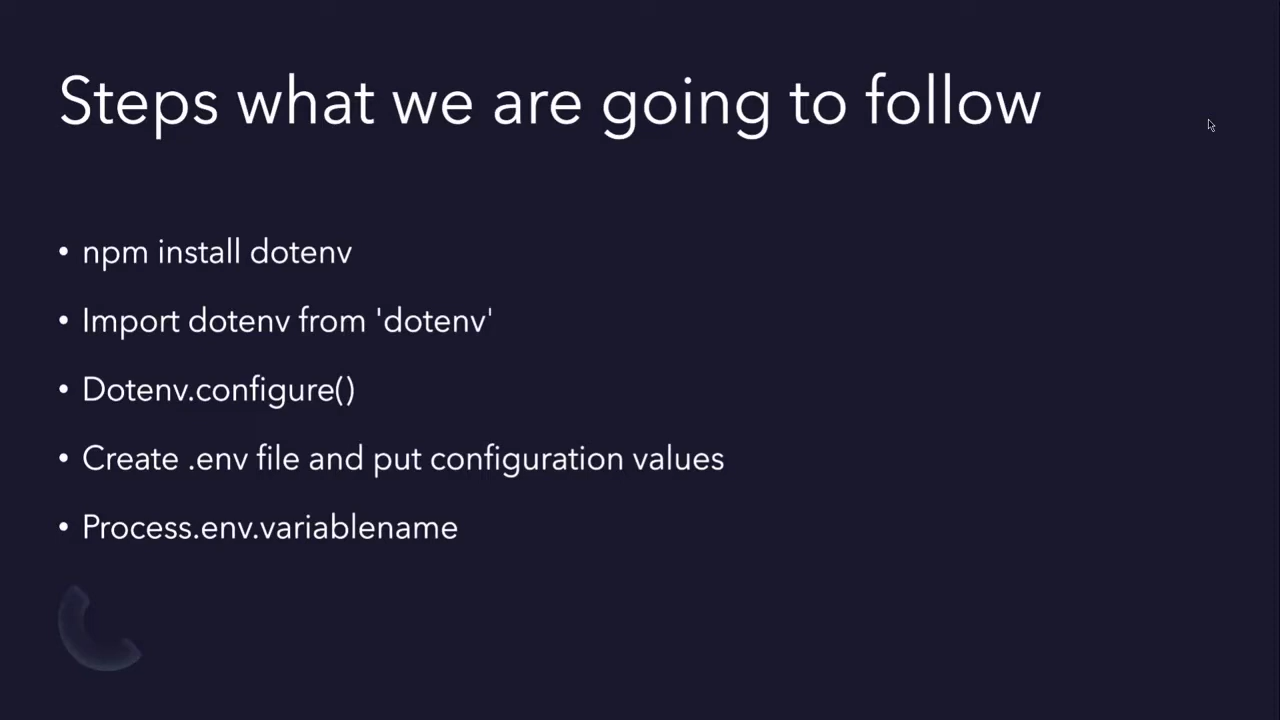 Steps what we are going to follow
• npm install dotenv
• Import dotenv from 'dotenv'
• Dotenv.configure()
• Create .env file and put configuration values
• Process.env.variablename